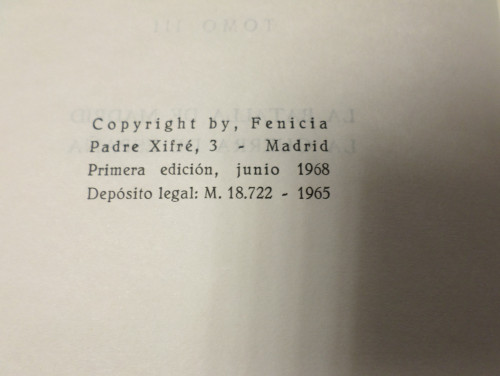 Copyright by, Fenicia
Padre Xifré, 3 - Madrid
Primera edición, junio 1968
Depósito legal: M. 18.722 - 1965